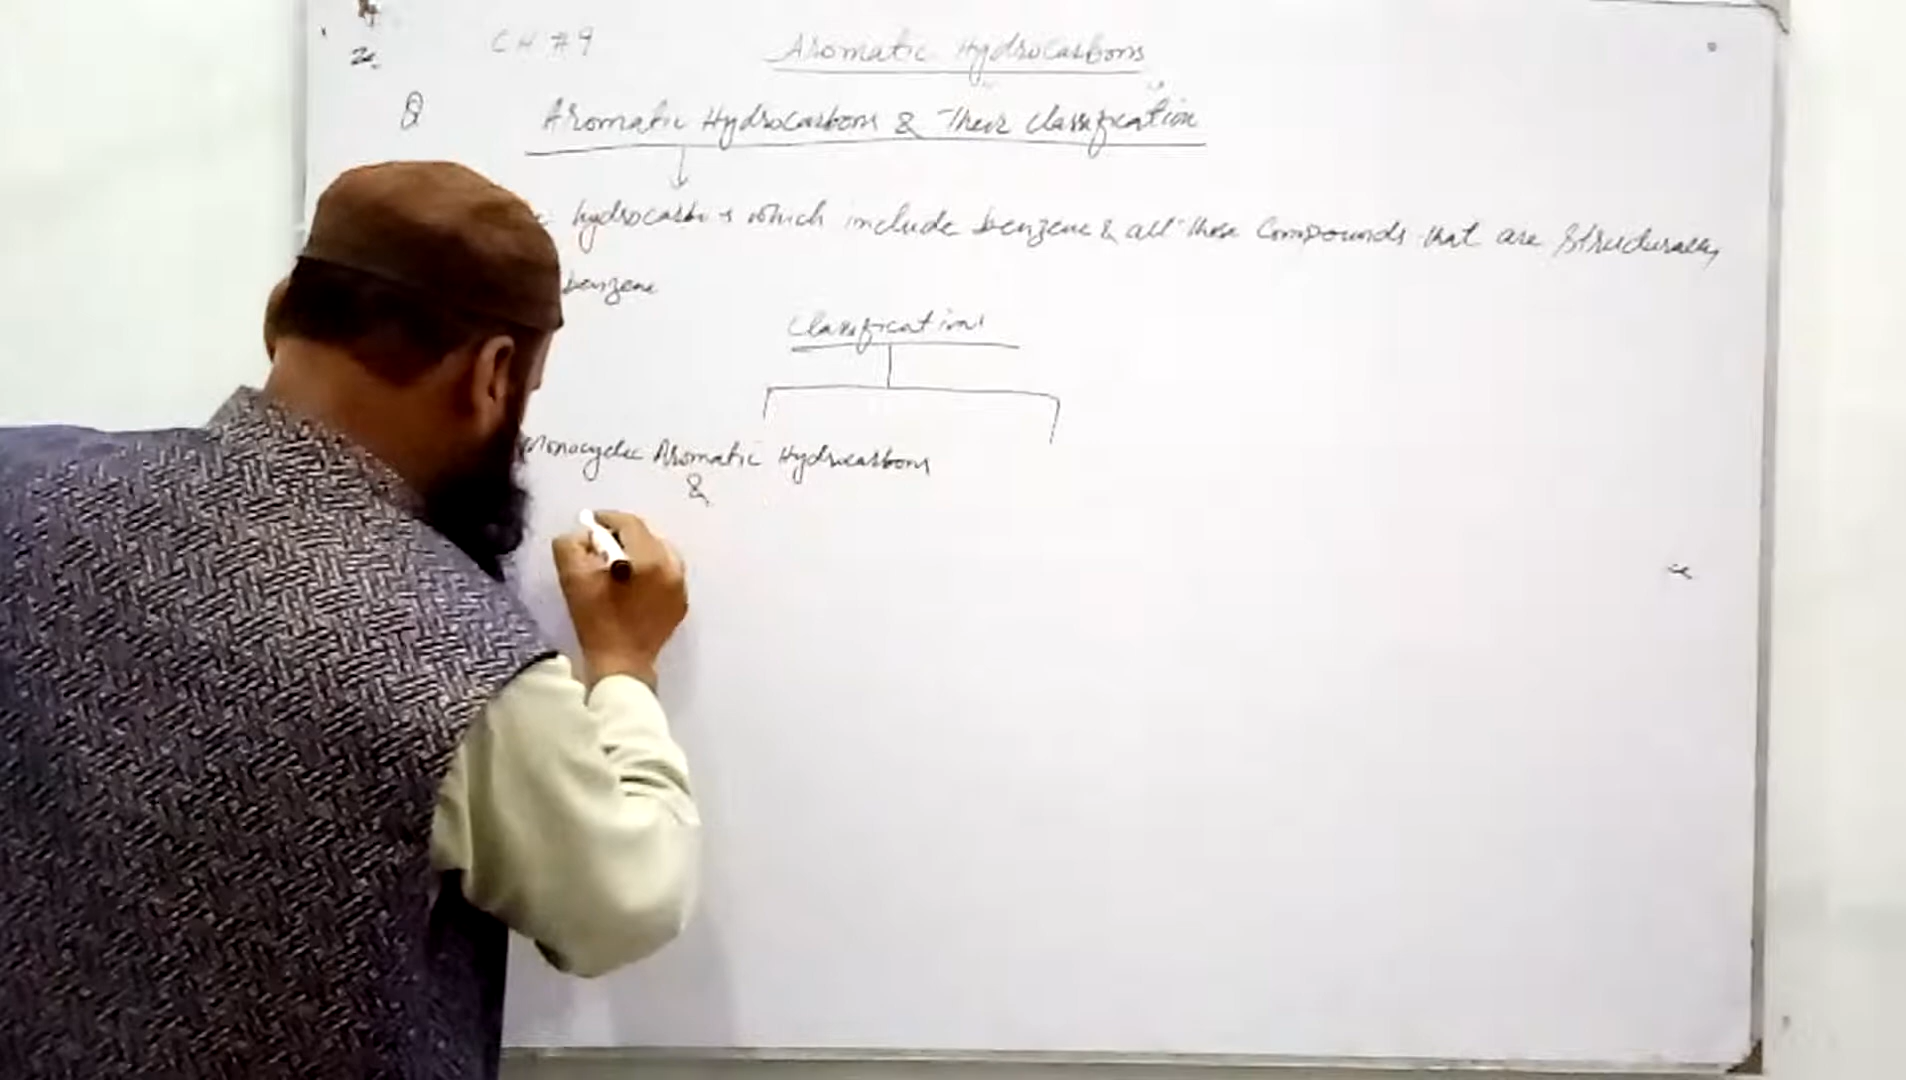 CH # 9 Aromatic Hydrocarbons
Q Aromatic Hydrocarbons & Their Classification
hydrocarbons which include benzene & all those Compounds that are Structurally
benzene
Classification
Monocyclic Aromatic Hydrocarbons
&